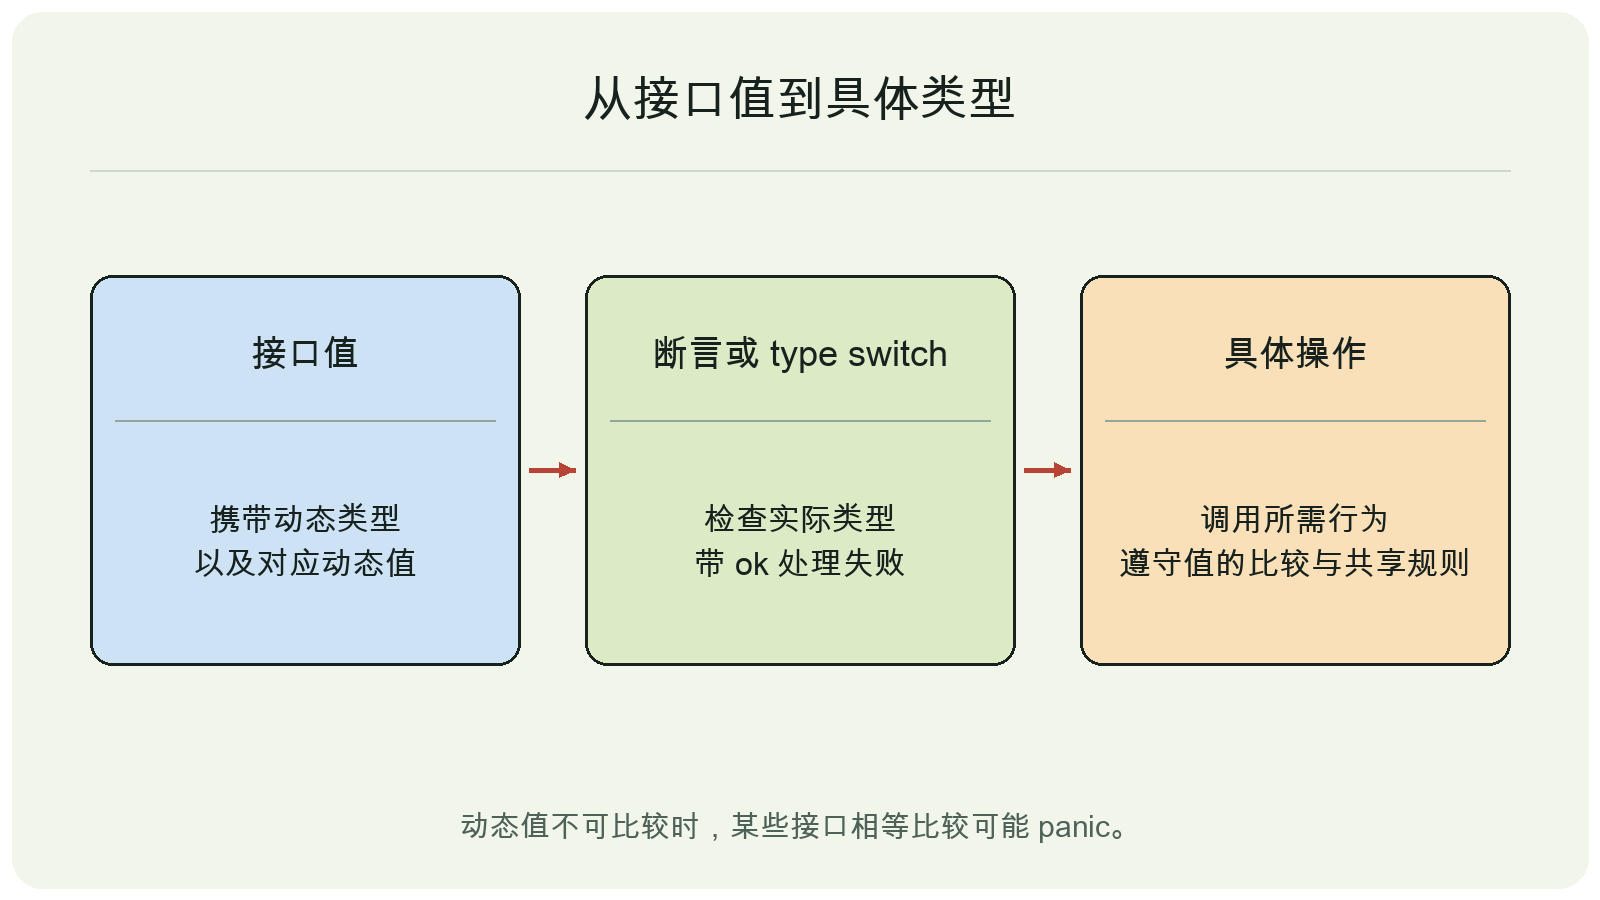 从接口值到具体类型
接口值
携带动态类型
以及对应动态值
断言或 type switch
检查实际类型
带 ok 处理失败
具体操作
调用所需行为
遵守值的比较与共享规则
动态值不可比较时，某些接口相等比较可能 panic。